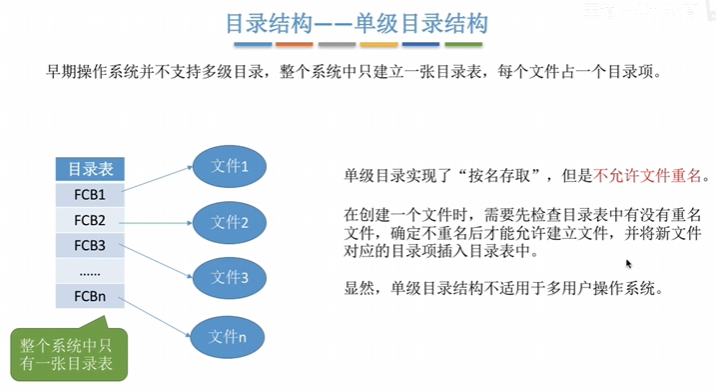 目录结构——单级目录结构
早期操作系统并不支持多级目录，整个系统中只建立一张目录表，每个文件占一个目录项。
目录表
FCB1
FCB2
FCB3
……
FCBn
文件1
文件2
文件3
文件n
整个系统中只
有一张目录表
单级目录实现了“按名存取”，但是不允许文件重名。
在创建一个文件时，需要先检查目录表中有没有重名
文件，确定不重名后才能允许建立文件，并将新文件
对应的目录项插入目录表中。
显然，单级目录结构不适用于多用户操作系统。